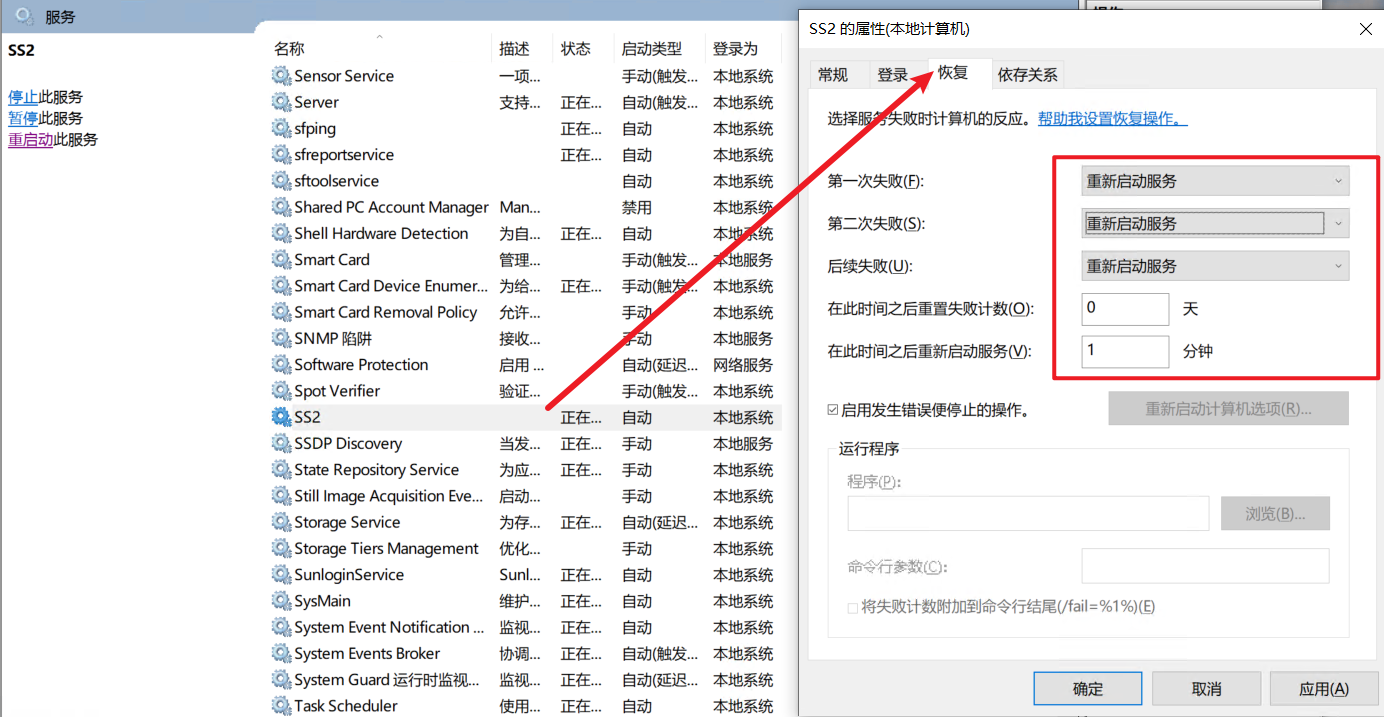 服务
SS2
停止此服务
暂停此服务
重启动此服务
名称 描述 状态 启动类型 登录为
Sensor Service 一项... 手动(触发... 本地系统
Server 支持... 正在... 自动(触发... 本地系统
sfping 正在... 自动 本地系统
sfreportservice 正在... 自动 本地系统
sftoolservice 自动 本地系统
Shared PC Account Manager Man... 禁用 本地系统
Shell Hardware Detection 为自... 正在... 自动 本地系统
Smart Card 管理... 手动(触发... 本地服务
Smart Card Device Enumer... 为给... 正在... 手动(触发... 本地系统
Smart Card Removal Policy 允许... 手动 本地系统
SNMP 陷阱 接收... 手动 本地服务
Software Protection 启用 ... 自动(延迟... 网络服务
Spot Verifier 验证... 手动(触发... 本地系统
SS2 正在... 自动 本地系统
SSDP Discovery 当发... 正在... 手动 本地服务
State Repository Service 为应... 正在... 手动 本地系统
Still Image Acquisition Eve... 启动... 手动 本地系统
Storage Service 为存... 正在... 自动(延迟... 本地系统
Storage Tiers Management 优化... 手动 本地系统
SunloginService Sunl... 正在... 自动 本地系统
SysMain 维护... 正在... 自动 本地系统
System Event Notification ... 监视... 正在... 自动 本地系统
System Events Broker 协调... 正在... 自动(触发... 本地系统
System Guard 运行时监视... 监视... 正在... 自动(延迟... 本地系统
Task Scheduler 使用... 正在... 自动 本地系统
SS2 的属性(本地计算机)
常规 登录 恢复 依存关系
选择服务失败时计算机的反应。帮助我设置恢复操作。
第一次失败(F): 重新启动服务
第二次失败(S): 重新启动服务
后续失败(U): 重新启动服务
在此时间之后重置失败计数(O): 0 天
在此时间之后重新启动服务(V): 1 分钟
启用发生错误便停止的操作。 重新启动计算机选项(R)...
运行程序
程序(P):
浏览(B)...
命令行参数(C):
将失败计数附加到命令行结尾(/fail=%1%)(E)
确定 取消 应用(A)